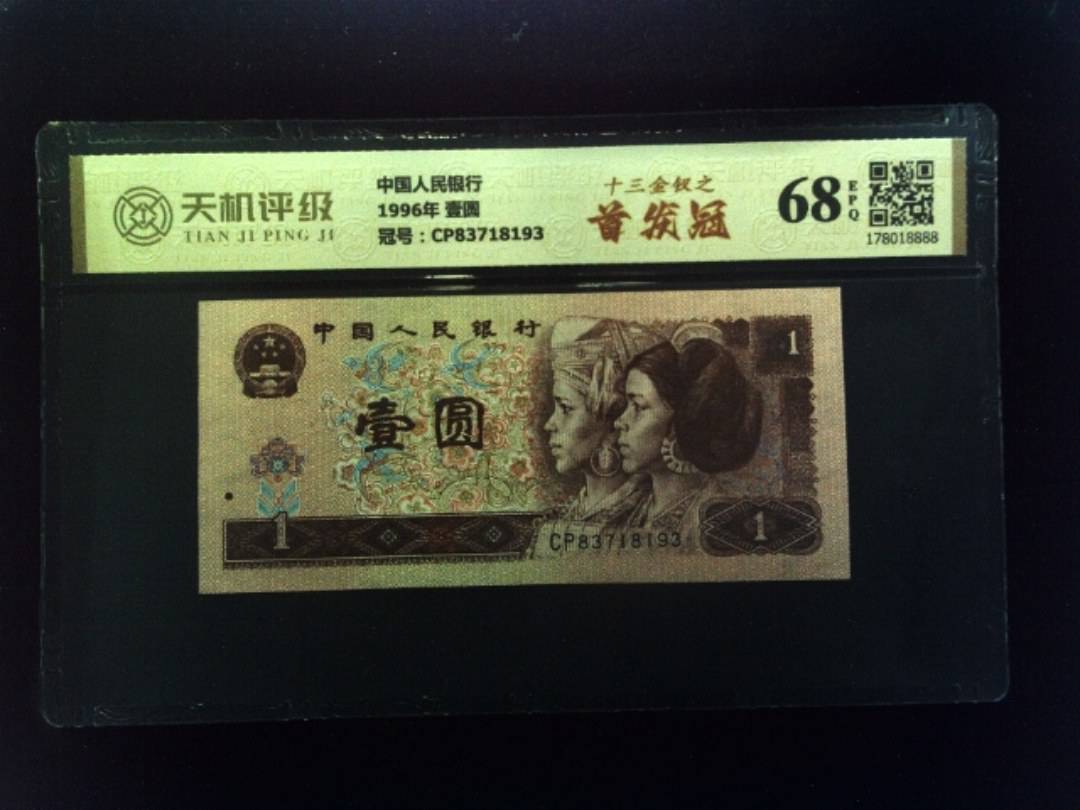 天机评级
TIAN JI PING JI
中国人民银行
1996年 壹圆
冠号：CP83718193
十三金钗之
首发冠
68
EPQ
178018888
中国人民银行
壹圆
1
1
CP83718193
1